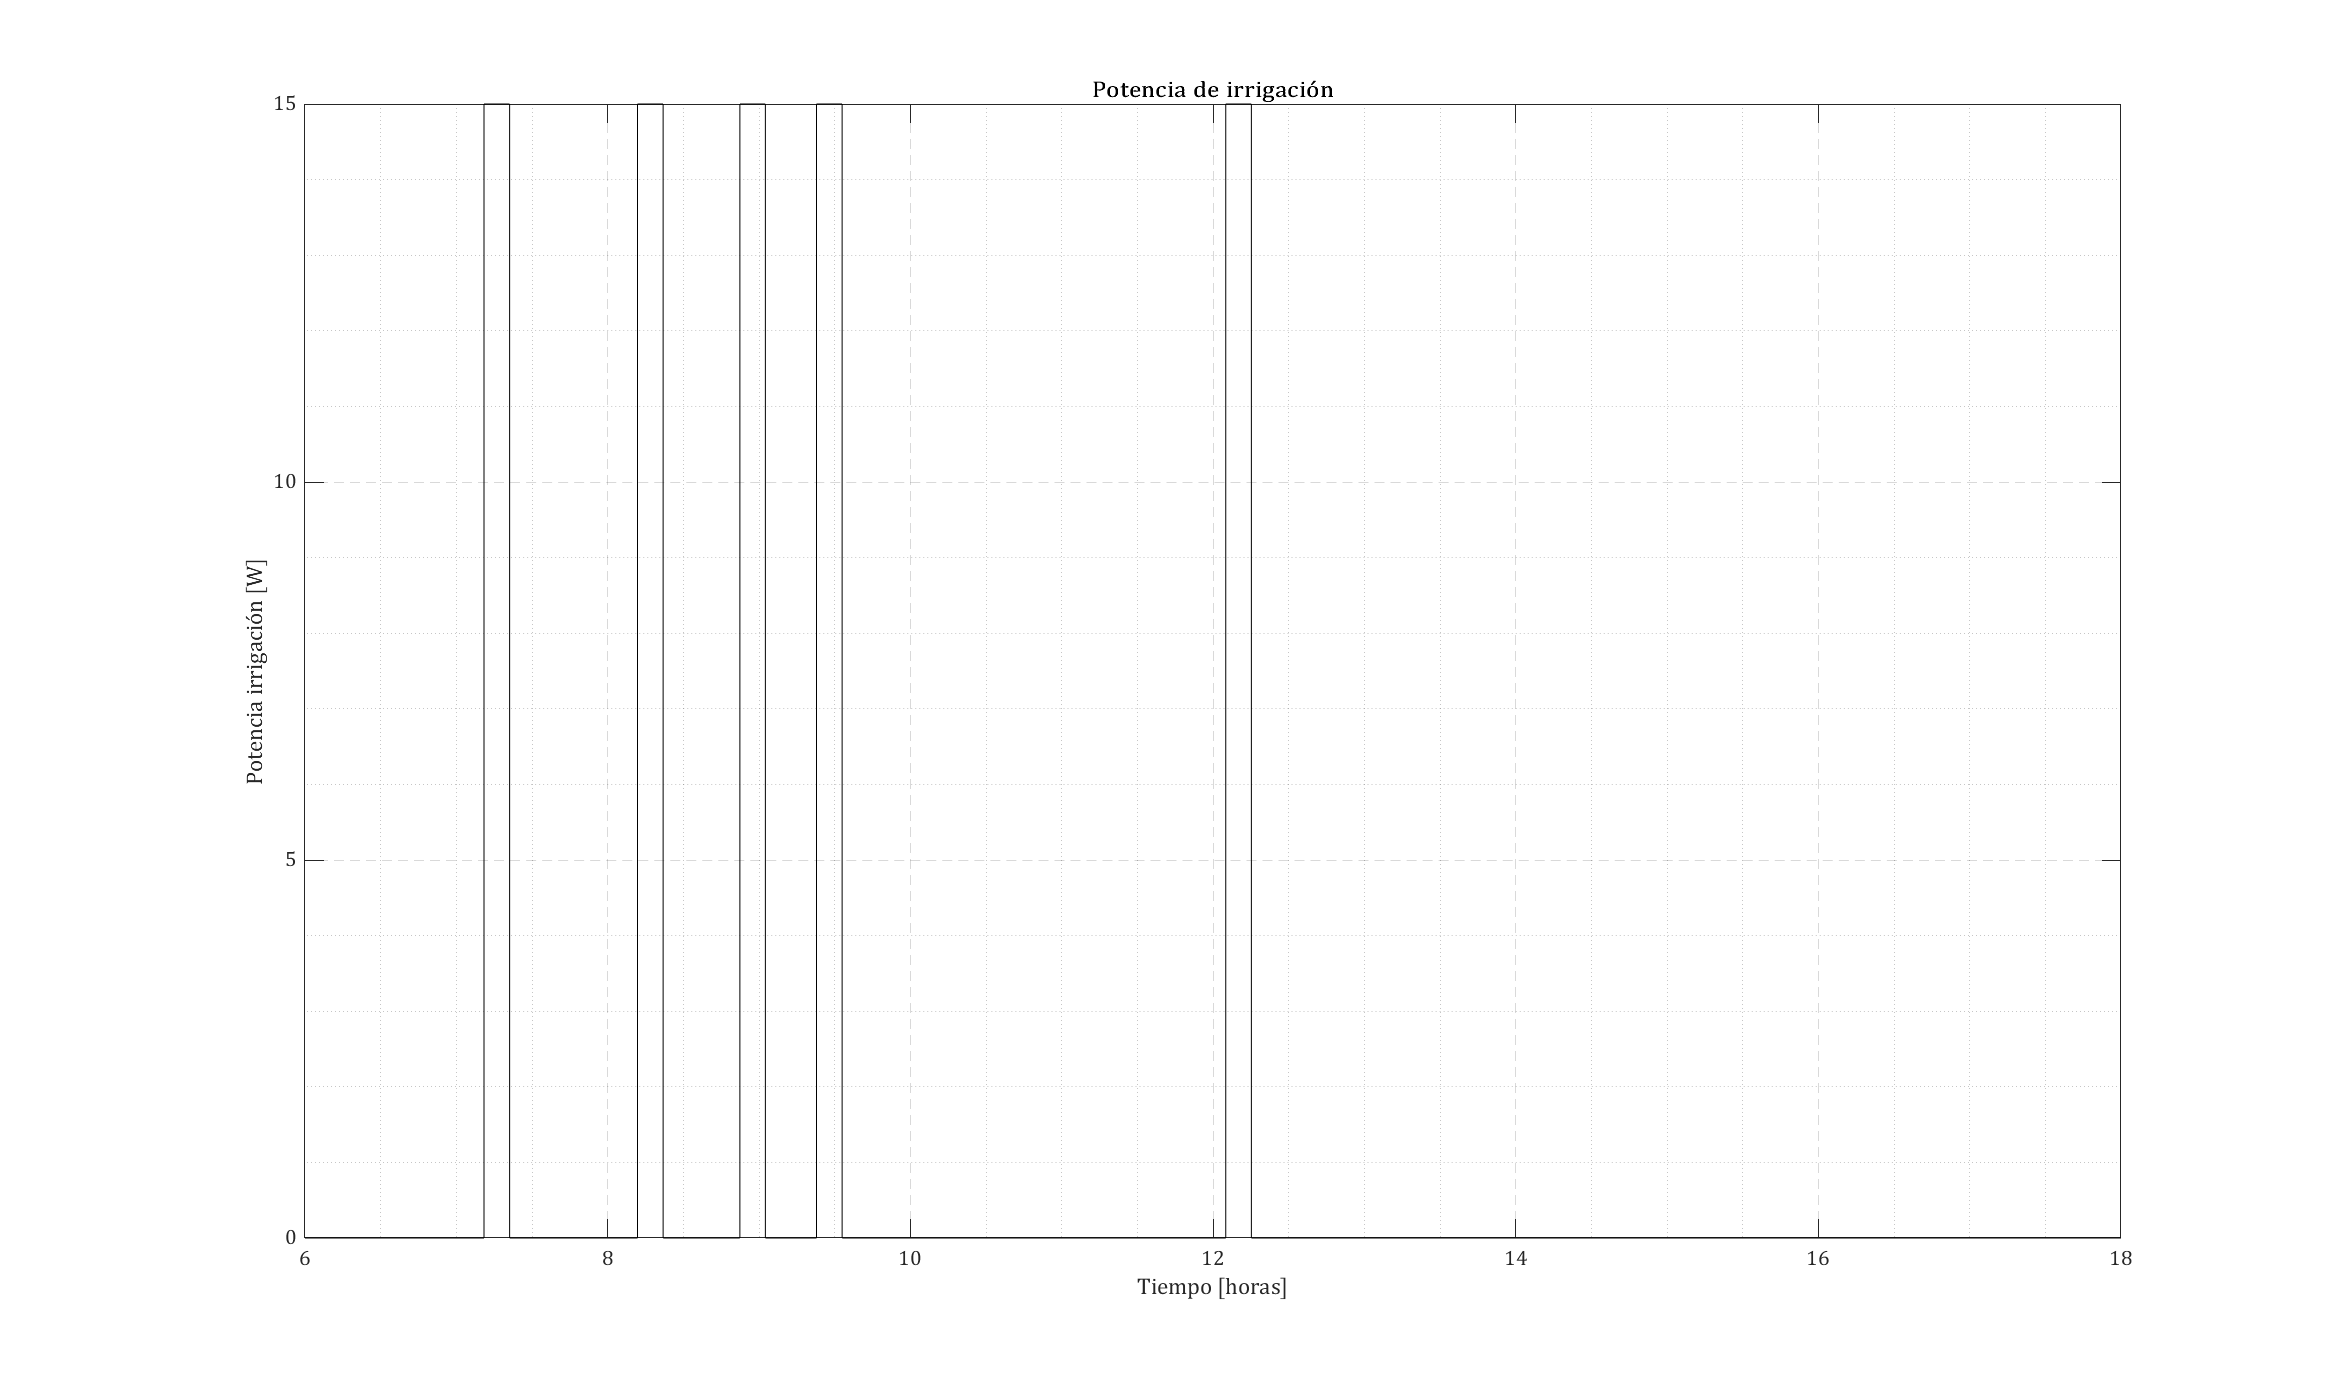 Potencia de irrigación
15
10
5
0
Potencia irrigación [W]
6 8 10 12 14 16 18
Tiempo [horas]